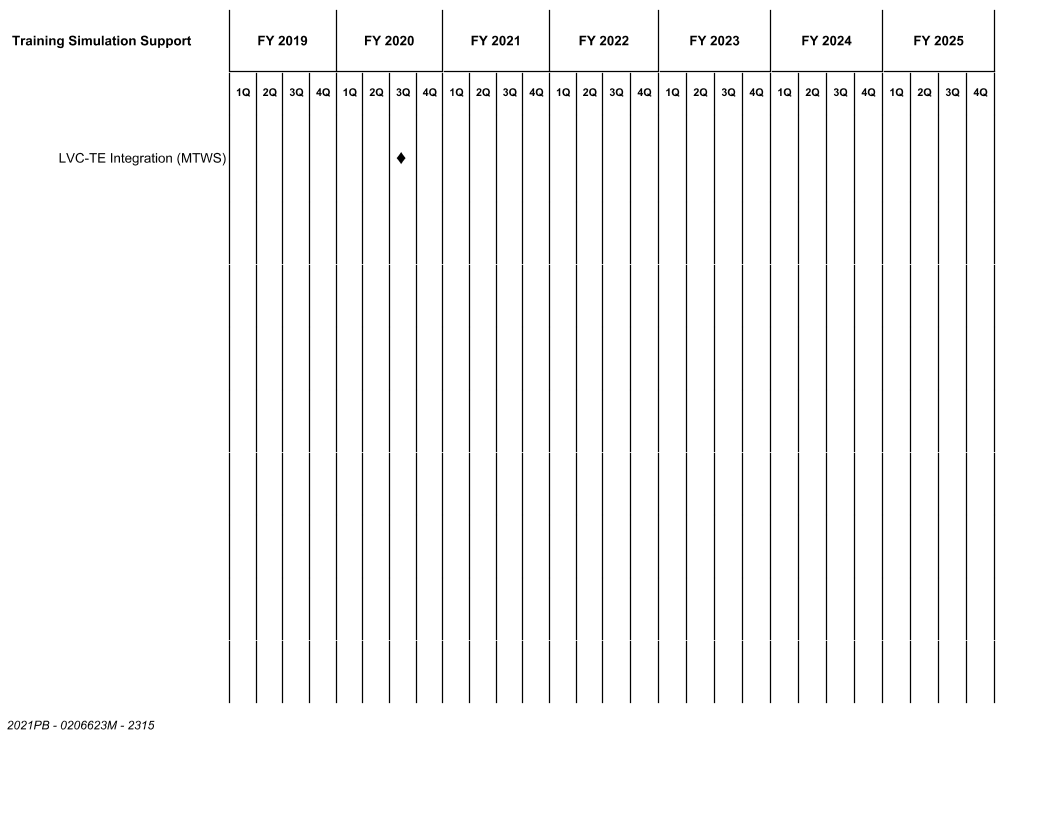 Training Simulation Support FY 2019 FY 2020 FY 2021 FY 2022 FY 2023 FY 2024 FY 2025
1Q 2Q 3Q 4Q 1Q 2Q 3Q 4Q 1Q 2Q 3Q 4Q 1Q 2Q 3Q 4Q 1Q 2Q 3Q 4Q 1Q 2Q 3Q 4Q 1Q 2Q 3Q 4Q
LVC-TE Integration (MTWS)
2021PB - 0206623M - 2315